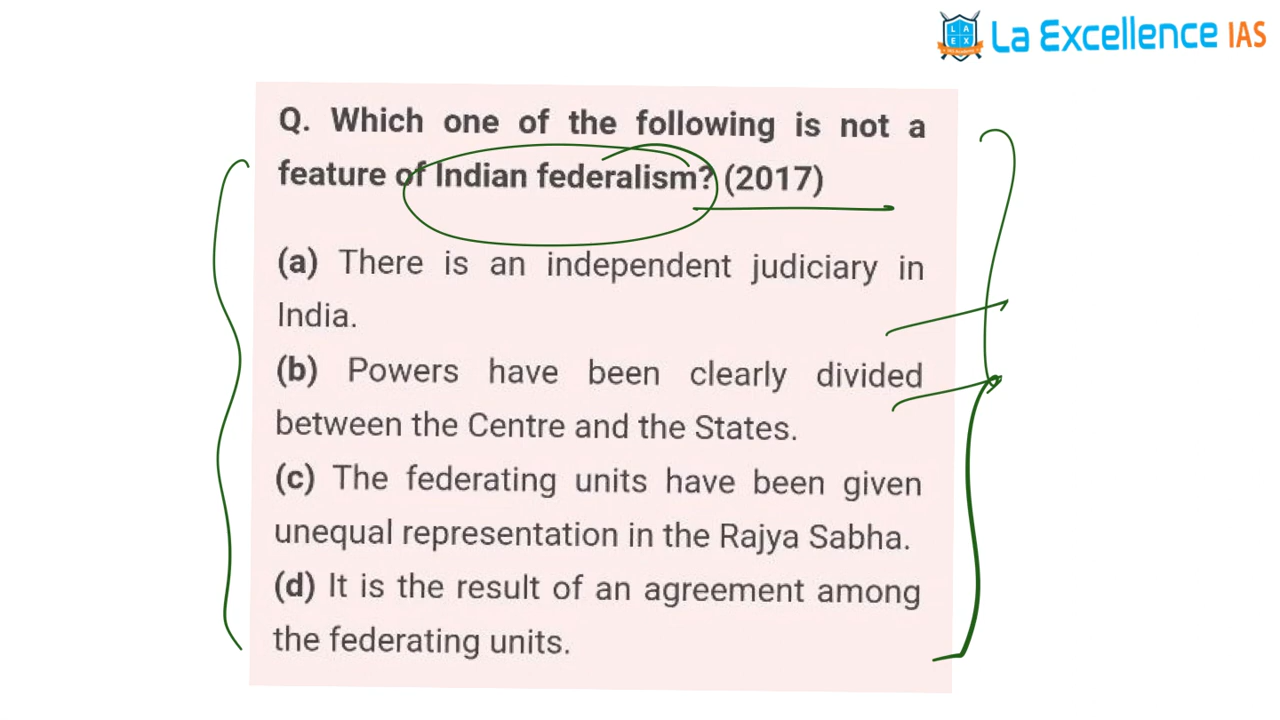 LA
EX
La Excellence IAS
Q. Which one of the following is not a
feature of Indian federalism? (2017)
(a) There is an independent judiciary in
India.
(b) Powers have been clearly divided
between the Centre and the States.
(c) The federating units have been given
unequal representation in the Rajya Sabha.
(d) It is the result of an agreement among
the federating units.